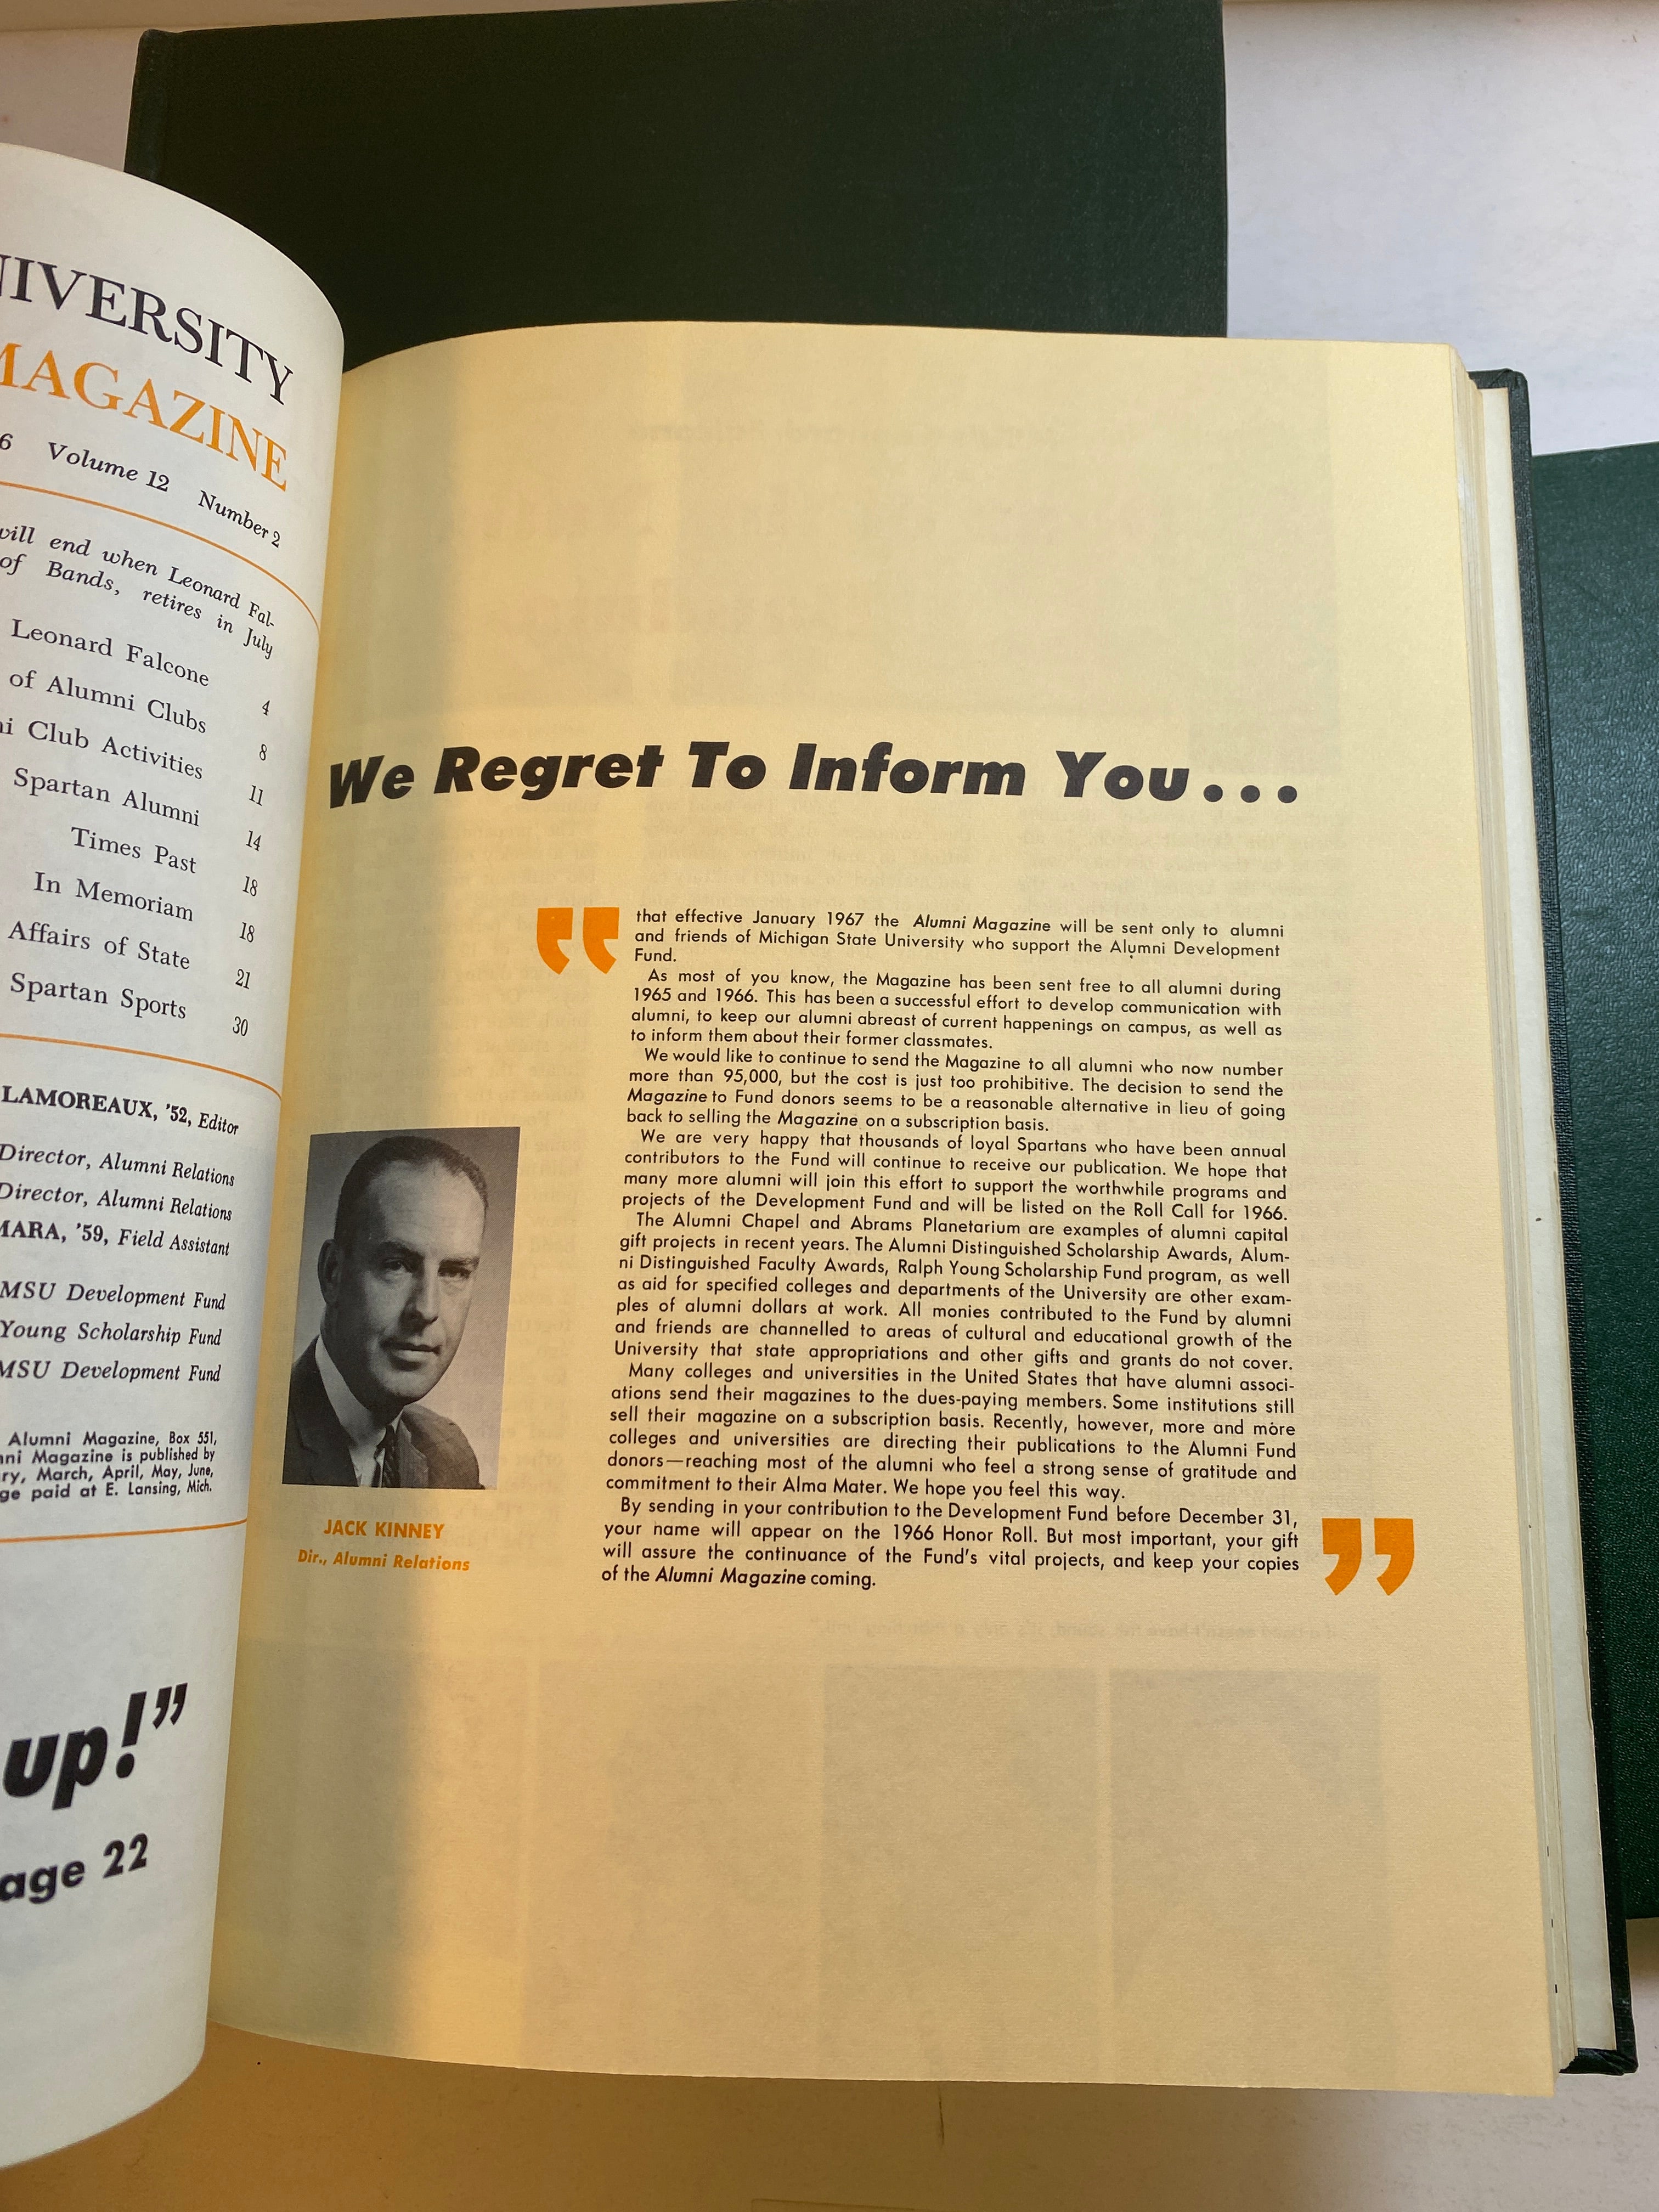 NIVERSITY
MAGAZINE
6 Volume 12 Number 2
will end when Leonard Fal-
of Bands, retires in July
Leonard Falcone 4
of Alumni Clubs 8
ni Club Activities 11
Spartan Alumni 14
Times Past 18
In Memoriam 18
Affairs of State 21
Spartan Sports 30
LAMOREAUX, '52, Editor
Director, Alumni Relations
Director, Alumni Relations
MARA, '59, Field Assistant
MSU Development Fund
Young Scholarship Fund
MSU Development Fund
Alumni Magazine, Box 551,
ni Magazine is published by
ry, March, April, May, June,
ge paid at E. Lansing, Mich.
up!”
age 22
We Regret To Inform You...
“ that effective January 1967 the Alumni Magazine will be sent only to alumni
and friends of Michigan State University who support the Alumni Development
Fund.
As most of you know, the Magazine has been sent free to all alumni during
1965 and 1966. This has been a successful effort to develop communication with
alumni, to keep our alumni abreast of current happenings on campus, as well as
to inform them about their former classmates.
We would like to continue to send the Magazine to all alumni who now number
more than 95,000, but the cost is just too prohibitive. The decision to send the
Magazine to Fund donors seems to be a reasonable alternative in lieu of going
back to selling the Magazine on a subscription basis.
We are very happy that thousands of loyal Spartans who have been annual
contributors to the Fund will continue to receive our publication. We hope that
many more alumni will join this effort to support the worthwhile programs and
projects of the Development Fund and will be listed on the Roll Call for 1966.
The Alumni Chapel and Abrams Planetarium are examples of alumni capital
gift projects in recent years. The Alumni Distinguished Scholarship Awards, Alum-
ni Distinguished Faculty Awards, Ralph Young Scholarship Fund program, as well
as aid for specified colleges and departments of the University are other exam-
ples of alumni dollars at work. All monies contributed to the Fund by alumni
and friends are channelled to areas of cultural and educational growth of the
University that state appropriations and other gifts and grants do not cover.
Many colleges and universities in the United States that have alumni associ-
ations send their magazines to the dues-paying members. Some institutions still
sell their magazine on a subscription basis. Recently, however, more and more
colleges and universities are directing their publications to the Alumni Fund
donors—reaching most of the alumni who feel a strong sense of gratitude and
commitment to their Alma Mater. We hope you feel this way.
By sending in your contribution to the Development Fund before December 31,
your name will appear on the 1966 Honor Roll. But most important, your gift
will assure the continuance of the Fund's vital projects, and keep your copies
of the Alumni Magazine coming. ”
JACK KINNEY
Dir., Alumni Relations